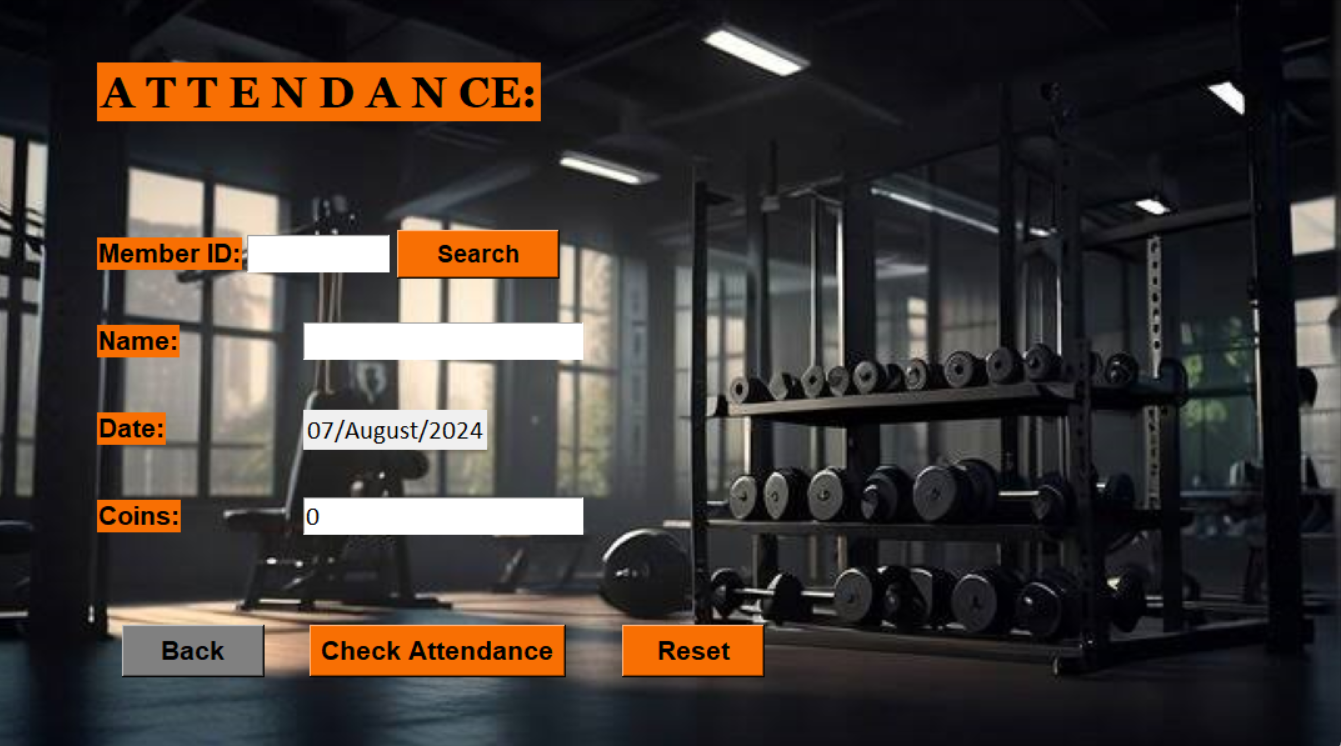 A T T E N D A N CE:
Member ID: Search
Name:
Date: 07/August/2024
Coins: 0
Back Check Attendance Reset